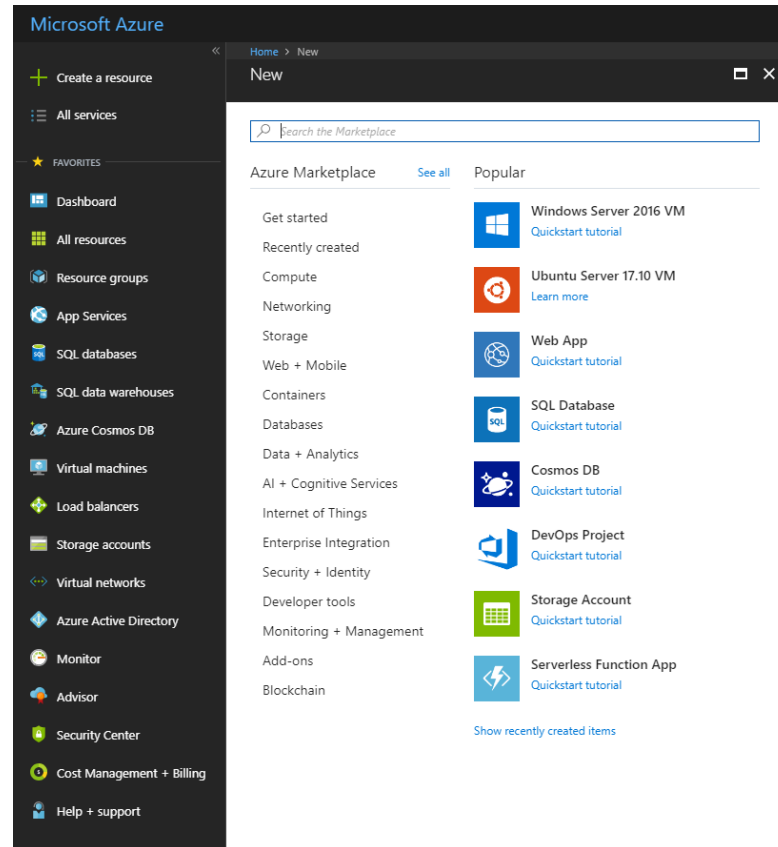 Microsoft Azure
«
Home > New
New
Create a resource
All services
FAVORITES
Dashboard
All resources
Resource groups
App Services
SQL databases
SQL data warehouses
Azure Cosmos DB
Virtual machines
Load balancers
Storage accounts
Virtual networks
Azure Active Directory
Monitor
Advisor
Security Center
Cost Management + Billing
Help + support
Search the Marketplace
Azure Marketplace See all
Get started
Recently created
Compute
Networking
Storage
Web + Mobile
Containers
Databases
Data + Analytics
AI + Cognitive Services
Internet of Things
Enterprise Integration
Security + Identity
Developer tools
Monitoring + Management
Add-ons
Blockchain
Popular
Windows Server 2016 VM
Quickstart tutorial
Ubuntu Server 17.10 VM
Learn more
Web App
Quickstart tutorial
SQL
SQL Database
Quickstart tutorial
Cosmos DB
Quickstart tutorial
DevOps Project
Quickstart tutorial
Storage Account
Quickstart tutorial
Serverless Function App
Quickstart tutorial
Show recently created items